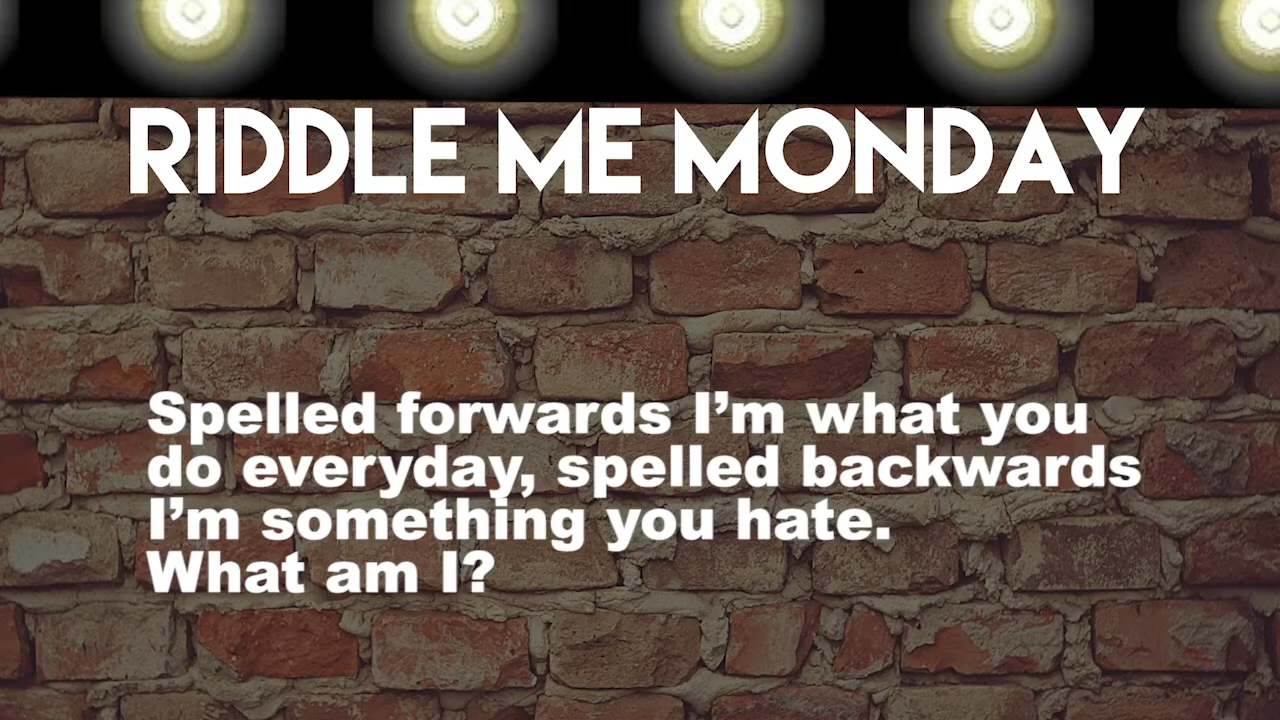 RIDDLE ME MONDAY
Spelled forwards I’m what you
do everyday, spelled backwards
I’m something you hate.
What am I?